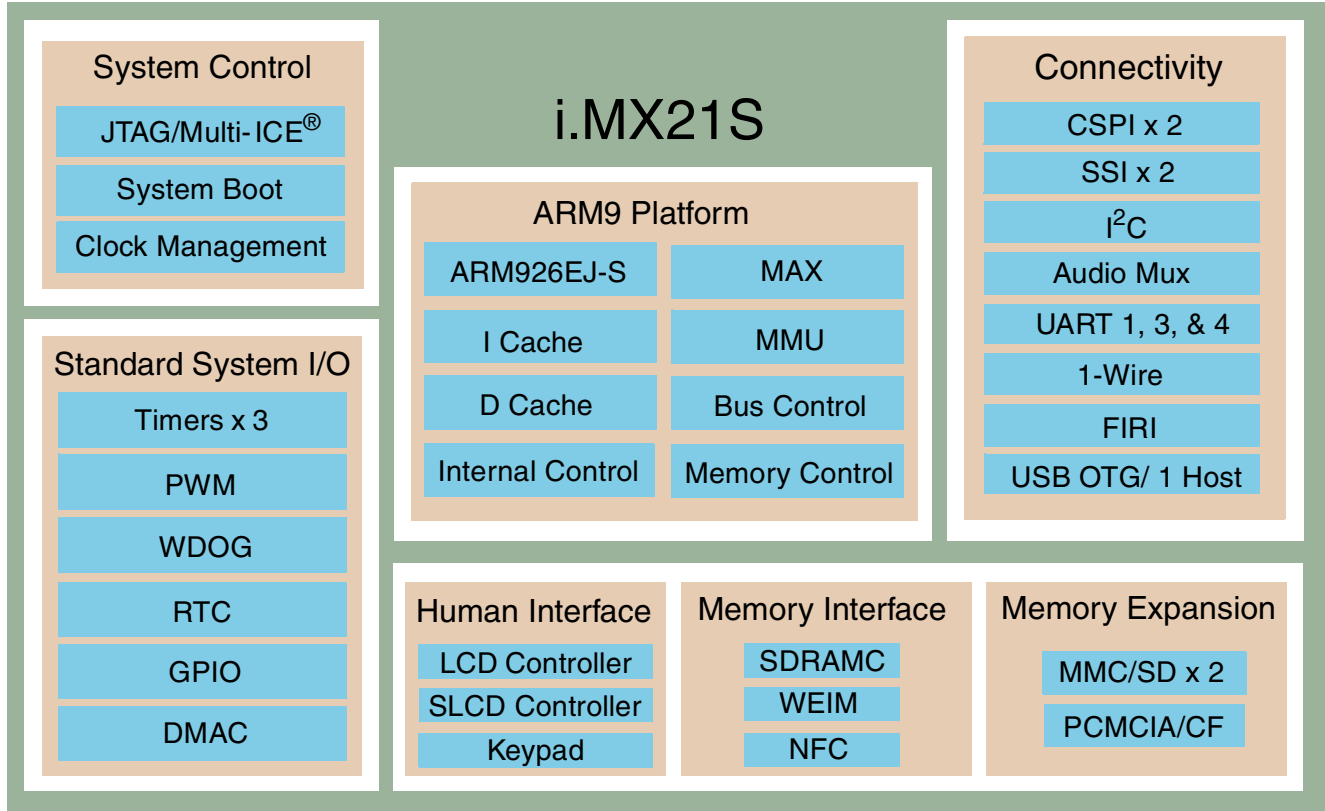 System Control
JTAG/Multi-ICE®
System Boot
Clock Management
Standard System I/O
Timers x 3
PWM
WDOG
RTC
GPIO
DMAC
i.MX21S
ARM9 Platform
ARM926EJ-S
MAX
I Cache
MMU
D Cache
Bus Control
Internal Control
Memory Control
Connectivity
CSPI x 2
SSI x 2
I²C
Audio Mux
UART 1, 3, & 4
1-Wire
FIRI
USB OTG/ 1 Host
Human Interface
LCD Controller
SLCD Controller
Keypad
Memory Interface
SDRAMC
WEIM
NFC
Memory Expansion
MMC/SD x 2
PCMCIA/CF